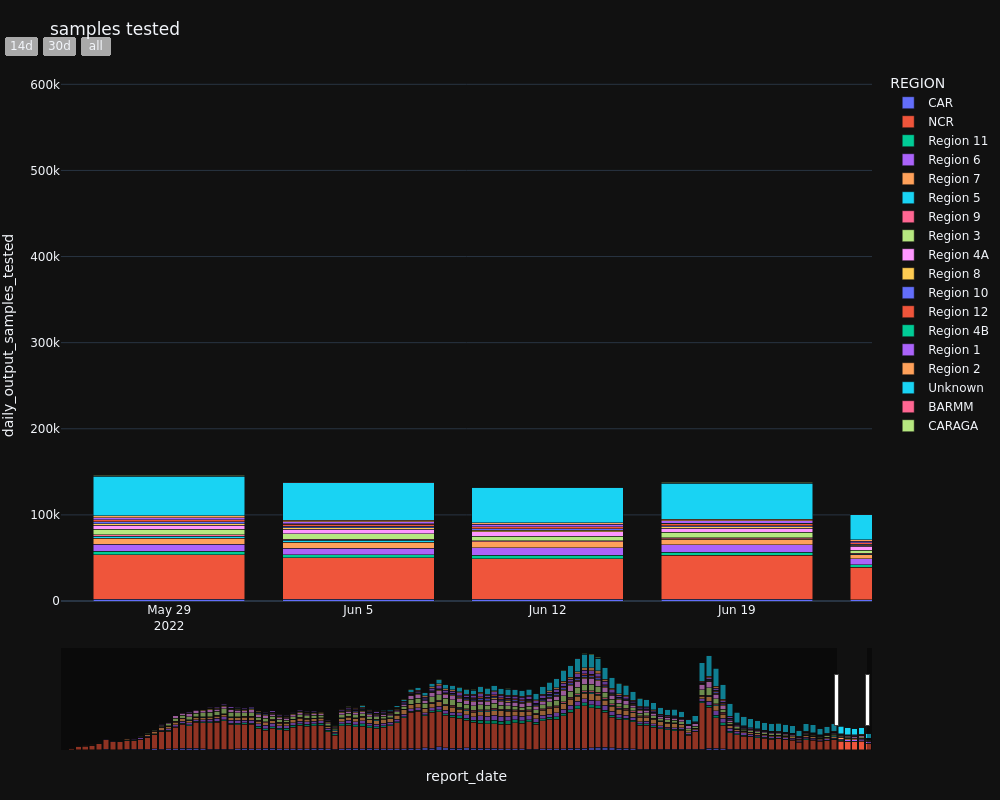 samples tested
14d 30d all
600k
500k
400k
300k
200k
100k
0
daily_output_samples_tested
May 29
2022
Jun 5
Jun 12
Jun 19
report_date
REGION
CAR
NCR
Region 11
Region 6
Region 7
Region 5
Region 9
Region 3
Region 4A
Region 8
Region 10
Region 12
Region 4B
Region 1
Region 2
Unknown
BARMM
CARAGA